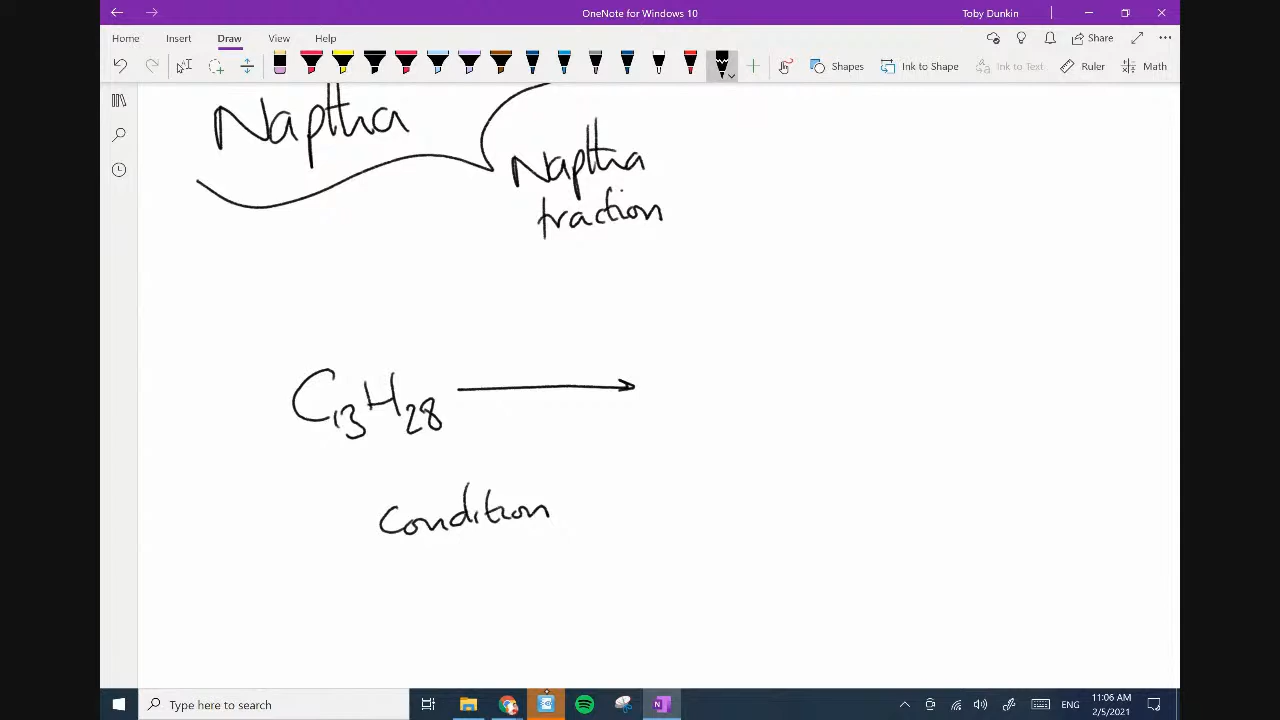 OneNote for Windows 10
Toby Dunkin
Home Insert Draw View Help
Share
Shapes Ink to Shape Ink to Text Ruler Math
Naptha
Naptha
fraction
C13H28
Condition
Type here to search
ENG
11:06 AM
2/5/2021